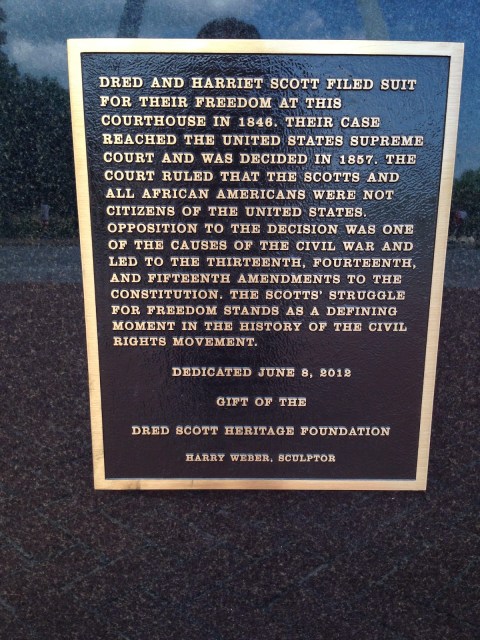 DRED AND HARRIET SCOTT FILED SUIT
FOR THEIR FREEDOM AT THIS
COURTHOUSE IN 1846. THEIR CASE
REACHED THE UNITED STATES SUPREME
COURT AND WAS DECIDED IN 1857. THE
COURT RULED THAT THE SCOTTS AND
ALL AFRICAN AMERICANS WERE NOT
CITIZENS OF THE UNITED STATES.
OPPOSITION TO THE DECISION WAS ONE
OF THE CAUSES OF THE CIVIL WAR AND
LED TO THE THIRTEENTH, FOURTEENTH,
AND FIFTEENTH AMENDMENTS TO THE
CONSTITUTION. THE SCOTTS' STRUGGLE
FOR FREEDOM STANDS AS A DEFINING
MOMENT IN THE HISTORY OF THE CIVIL
RIGHTS MOVEMENT.
DEDICATED JUNE 8, 2012
GIFT OF THE
DRED SCOTT HERITAGE FOUNDATION
HARRY WEBER, SCULPTOR